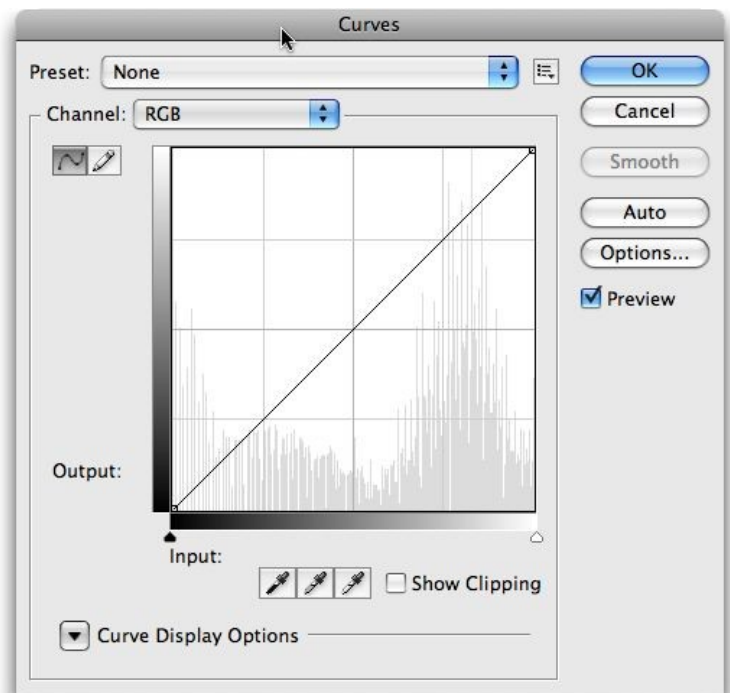 Curves
Preset: None
OK
Channel: RGB
Cancel
Smooth
Auto
Options...
Preview
Output:
Input:
Show Clipping
Curve Display Options